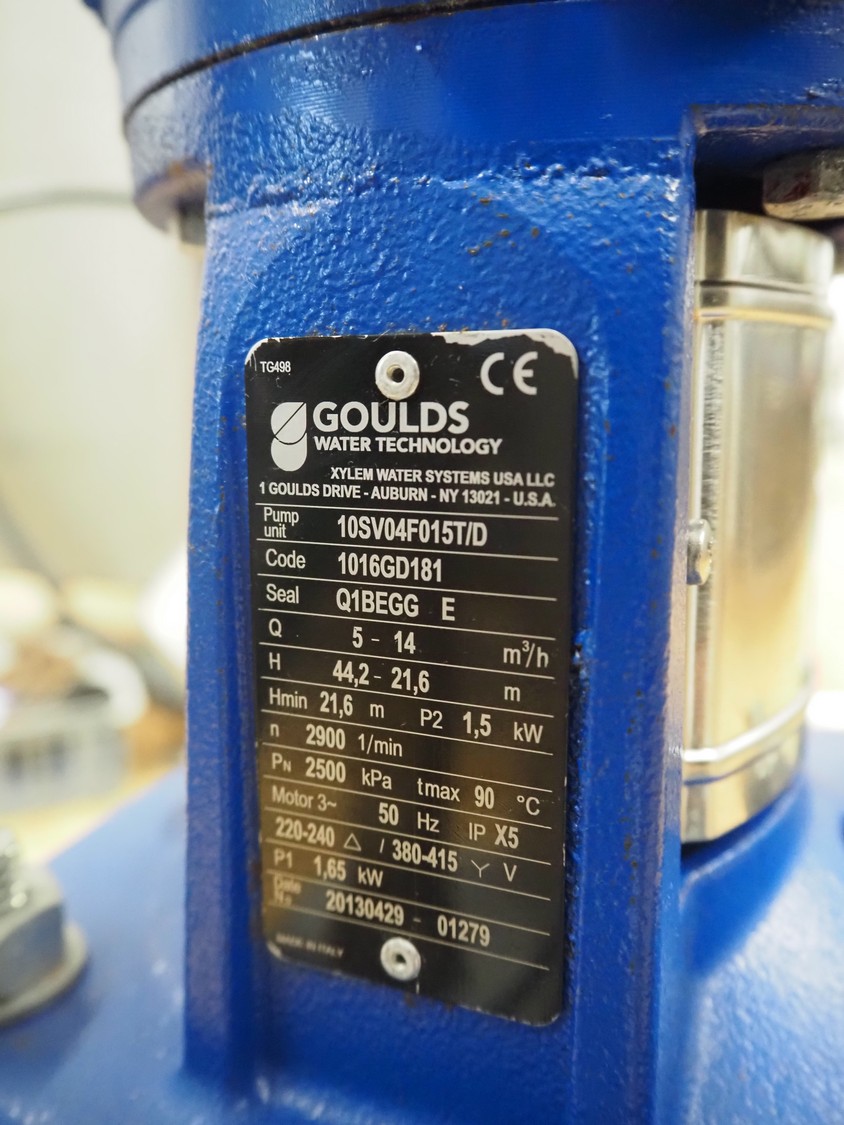 TG498
CE
GOULDS
WATER TECHNOLOGY
XYLEM WATER SYSTEMS USA LLC
1 GOULDS DRIVE - AUBURN - NY 13021 - U.S.A.
Pump unit 10SV04F015T/D
Code 1016GD181
Seal Q1BEGG E
Q 5 - 14 m³/h
H 44,2 - 21,6 m
Hmin 21,6 m P2 1,5 kW
n 2900 1/min
PN 2500 kPa tmax 90 °C
Motor 3~ 50 Hz IP X5
220-240 △ / 380-415 Y V
P1 1,65 kW
Date N° 20130429 - 01279
MADE IN ITALY